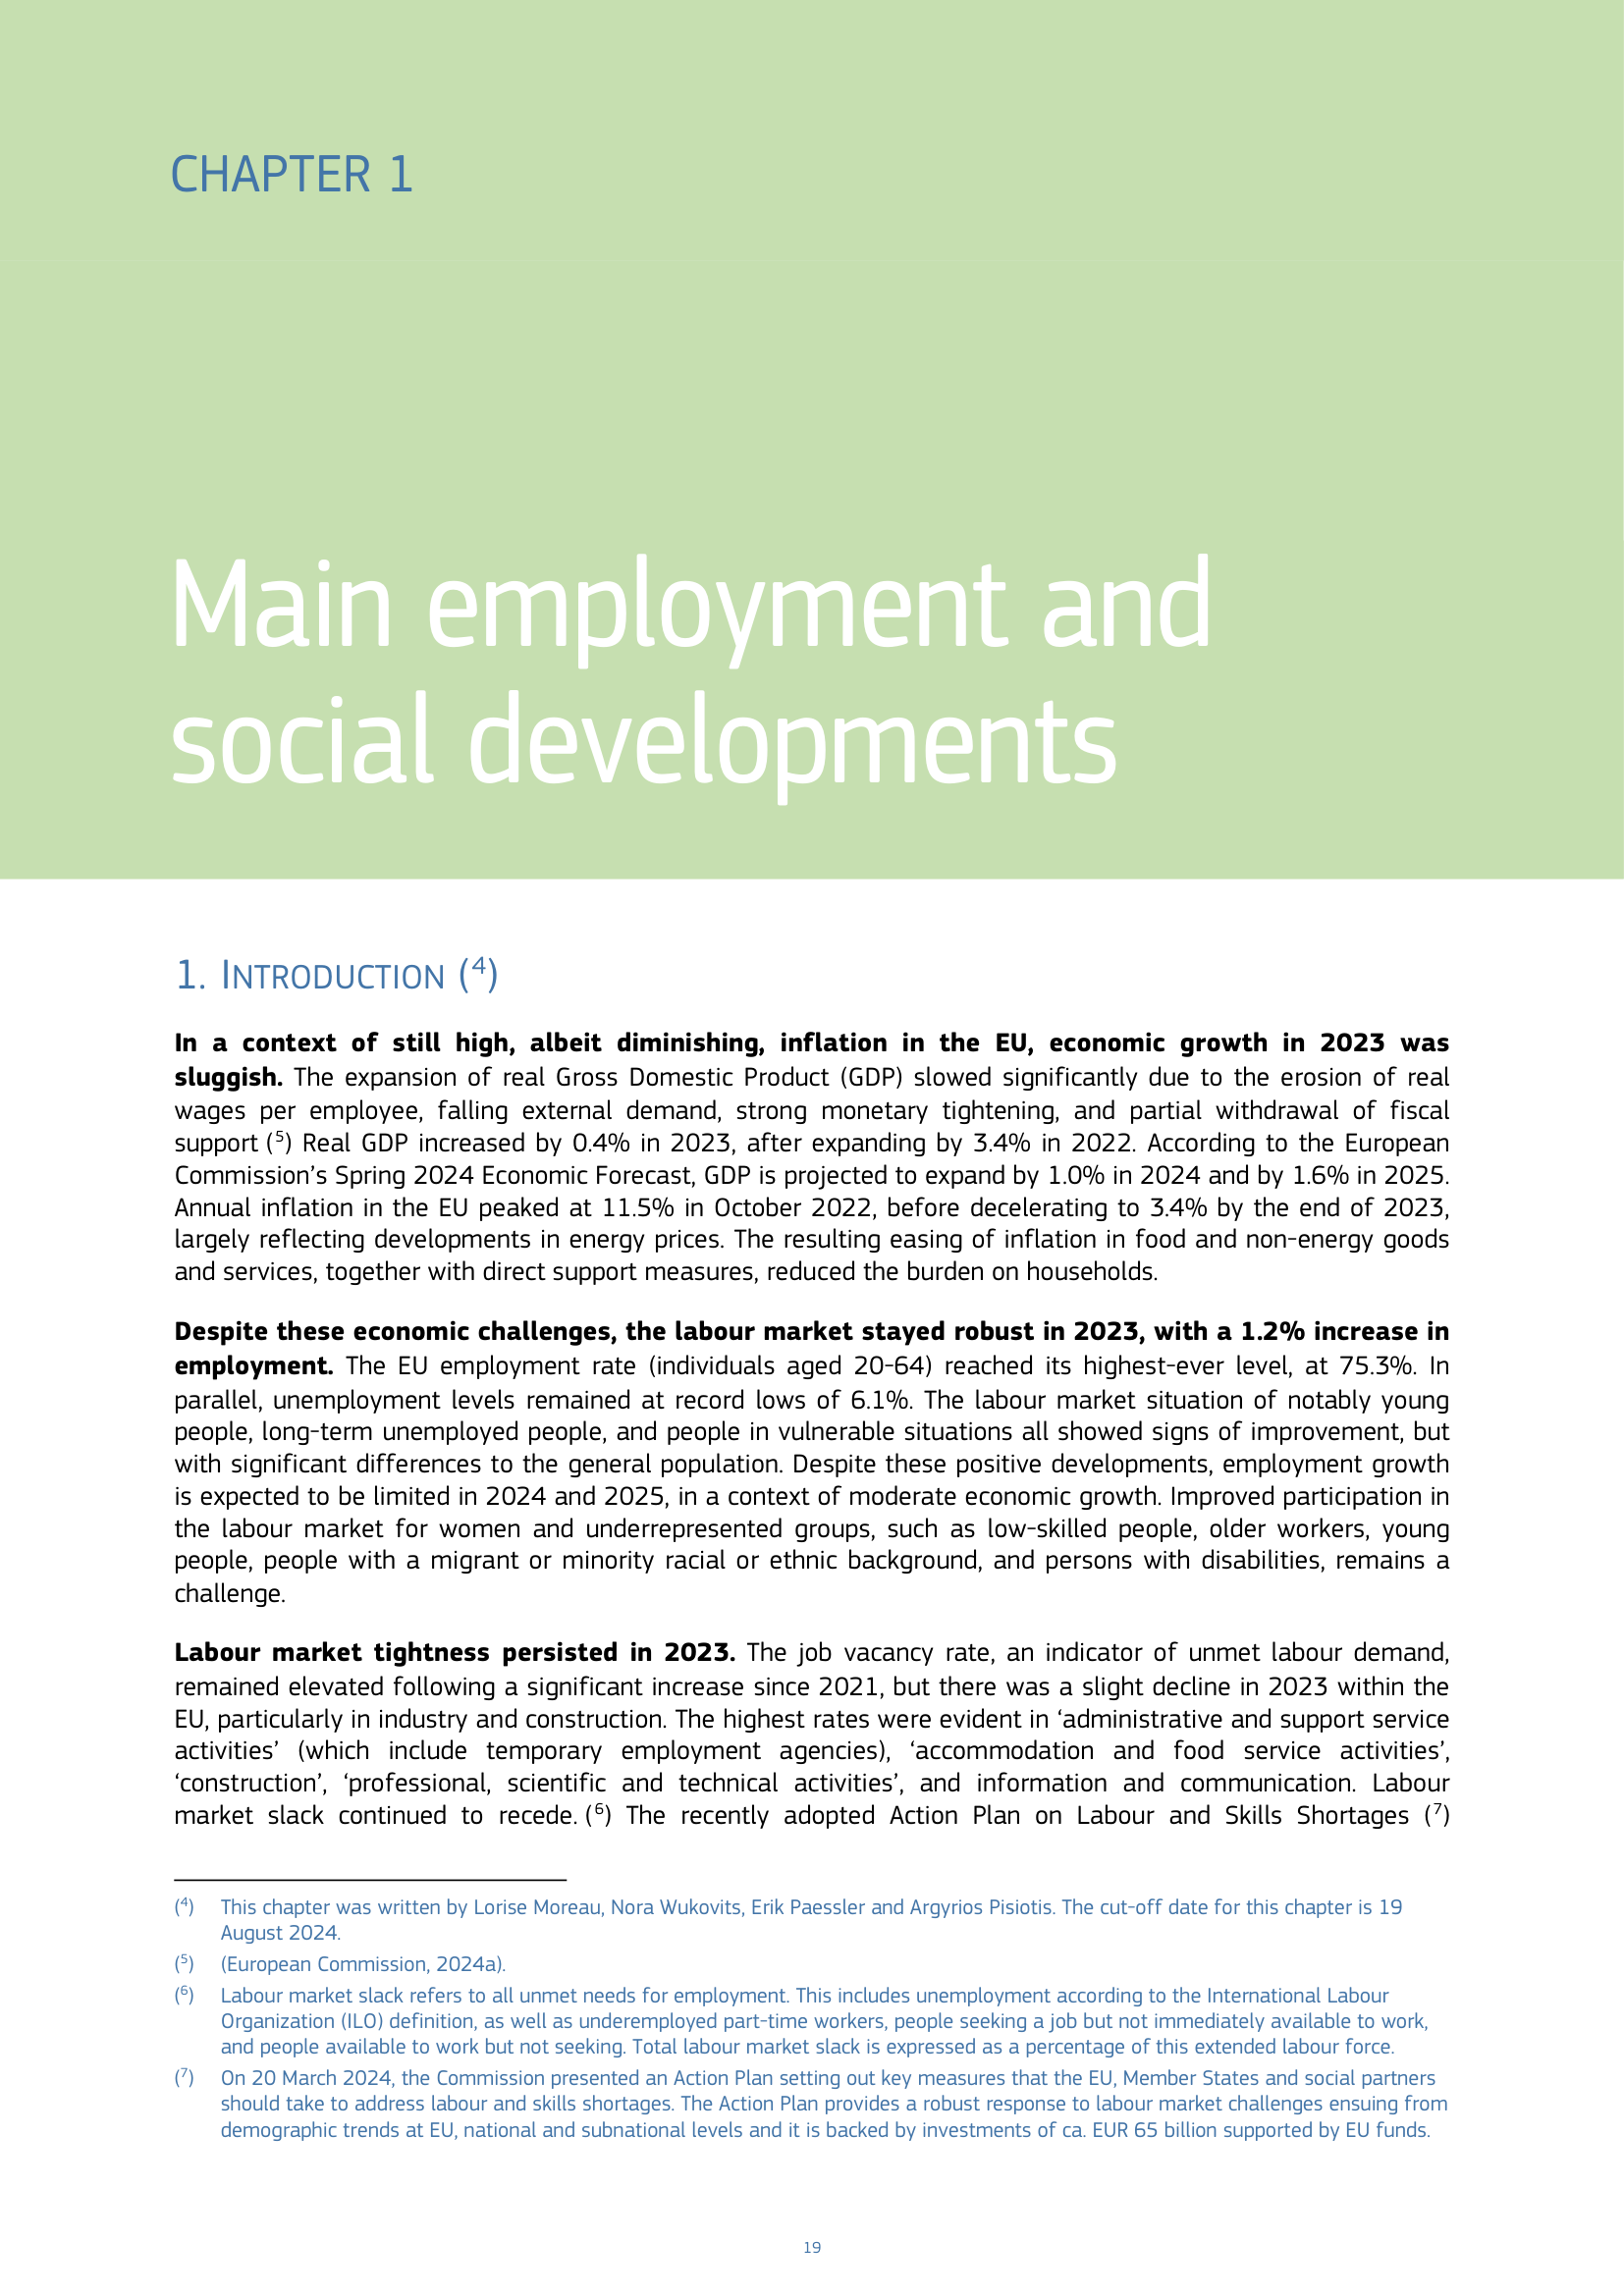 CHAPTER 1
Main employment and
social developments
1. INTRODUCTION (4)
In a context of still high, albeit diminishing, inflation in the EU, economic growth in 2023 was
sluggish. The expansion of real Gross Domestic Product (GDP) slowed significantly due to the erosion of real
wages per employee, falling external demand, strong monetary tightening, and partial withdrawal of fiscal
support (5) Real GDP increased by 0.4% in 2023, after expanding by 3.4% in 2022. According to the European
Commission’s Spring 2024 Economic Forecast, GDP is projected to expand by 1.0% in 2024 and by 1.6% in 2025.
Annual inflation in the EU peaked at 11.5% in October 2022, before decelerating to 3.4% by the end of 2023,
largely reflecting developments in energy prices. The resulting easing of inflation in food and non-energy goods
and services, together with direct support measures, reduced the burden on households.
Despite these economic challenges, the labour market stayed robust in 2023, with a 1.2% increase in
employment. The EU employment rate (individuals aged 20-64) reached its highest-ever level, at 75.3%. In
parallel, unemployment levels remained at record lows of 6.1%. The labour market situation of notably young
people, long-term unemployed people, and people in vulnerable situations all showed signs of improvement, but
with significant differences to the general population. Despite these positive developments, employment growth
is expected to be limited in 2024 and 2025, in a context of moderate economic growth. Improved participation in
the labour market for women and underrepresented groups, such as low-skilled people, older workers, young
people, people with a migrant or minority racial or ethnic background, and persons with disabilities, remains a
challenge.
Labour market tightness persisted in 2023. The job vacancy rate, an indicator of unmet labour demand,
remained elevated following a significant increase since 2021, but there was a slight decline in 2023 within the
EU, particularly in industry and construction. The highest rates were evident in ‘administrative and support service
activities’ (which include temporary employment agencies), ‘accommodation and food service activities’,
‘construction’, ‘professional, scientific and technical activities’, and information and communication. Labour
market slack continued to recede. (6) The recently adopted Action Plan on Labour and Skills Shortages (7)
(4) This chapter was written by Lorise Moreau, Nora Wukovits, Erik Paessler and Argyrios Pisiotis. The cut-off date for this chapter is 19
August 2024.
(5) (European Commission, 2024a).
(6) Labour market slack refers to all unmet needs for employment. This includes unemployment according to the International Labour
Organization (ILO) definition, as well as underemployed part-time workers, people seeking a job but not immediately available to work,
and people available to work but not seeking. Total labour market slack is expressed as a percentage of this extended labour force.
(7) On 20 March 2024, the Commission presented an Action Plan setting out key measures that the EU, Member States and social partners
should take to address labour and skills shortages. The Action Plan provides a robust response to labour market challenges ensuing from
demographic trends at EU, national and subnational levels and it is backed by investments of ca. EUR 65 billion supported by EU funds.
19